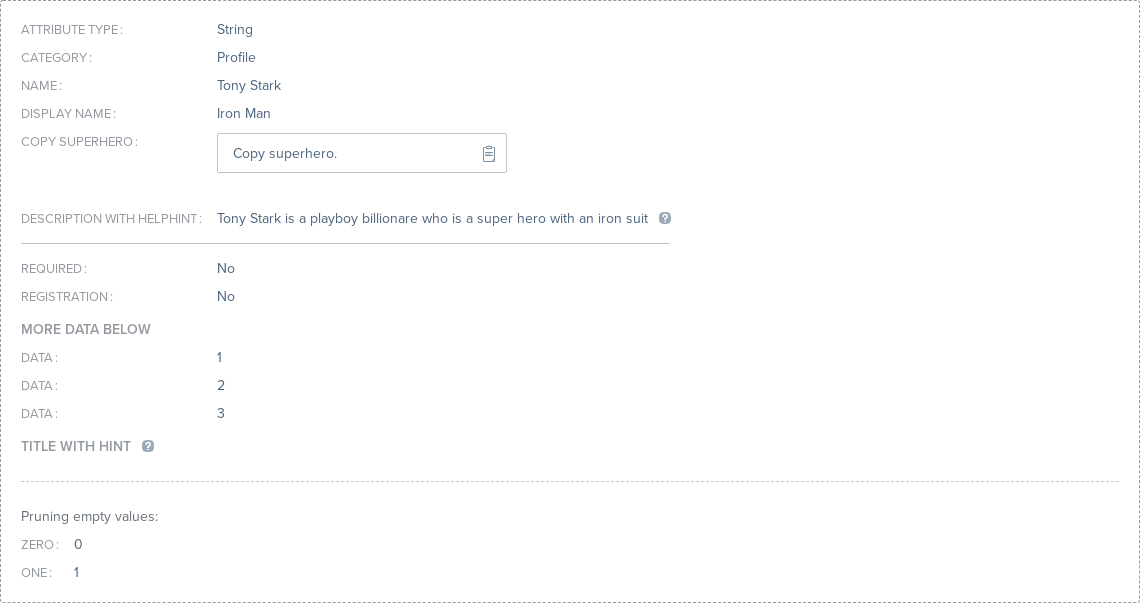 ATTRIBUTE TYPE: String
CATEGORY: Profile
NAME: Tony Stark
DISPLAY NAME: Iron Man
COPY SUPERHERO: Copy superhero.
DESCRIPTION WITH HELPHINT: Tony Stark is a playboy billionare who is a super hero with an iron suit ?
REQUIRED: No
REGISTRATION: No
MORE DATA BELOW
DATA: 1
DATA: 2
DATA: 3
TITLE WITH HINT ?
Pruning empty values:
ZERO: 0
ONE: 1